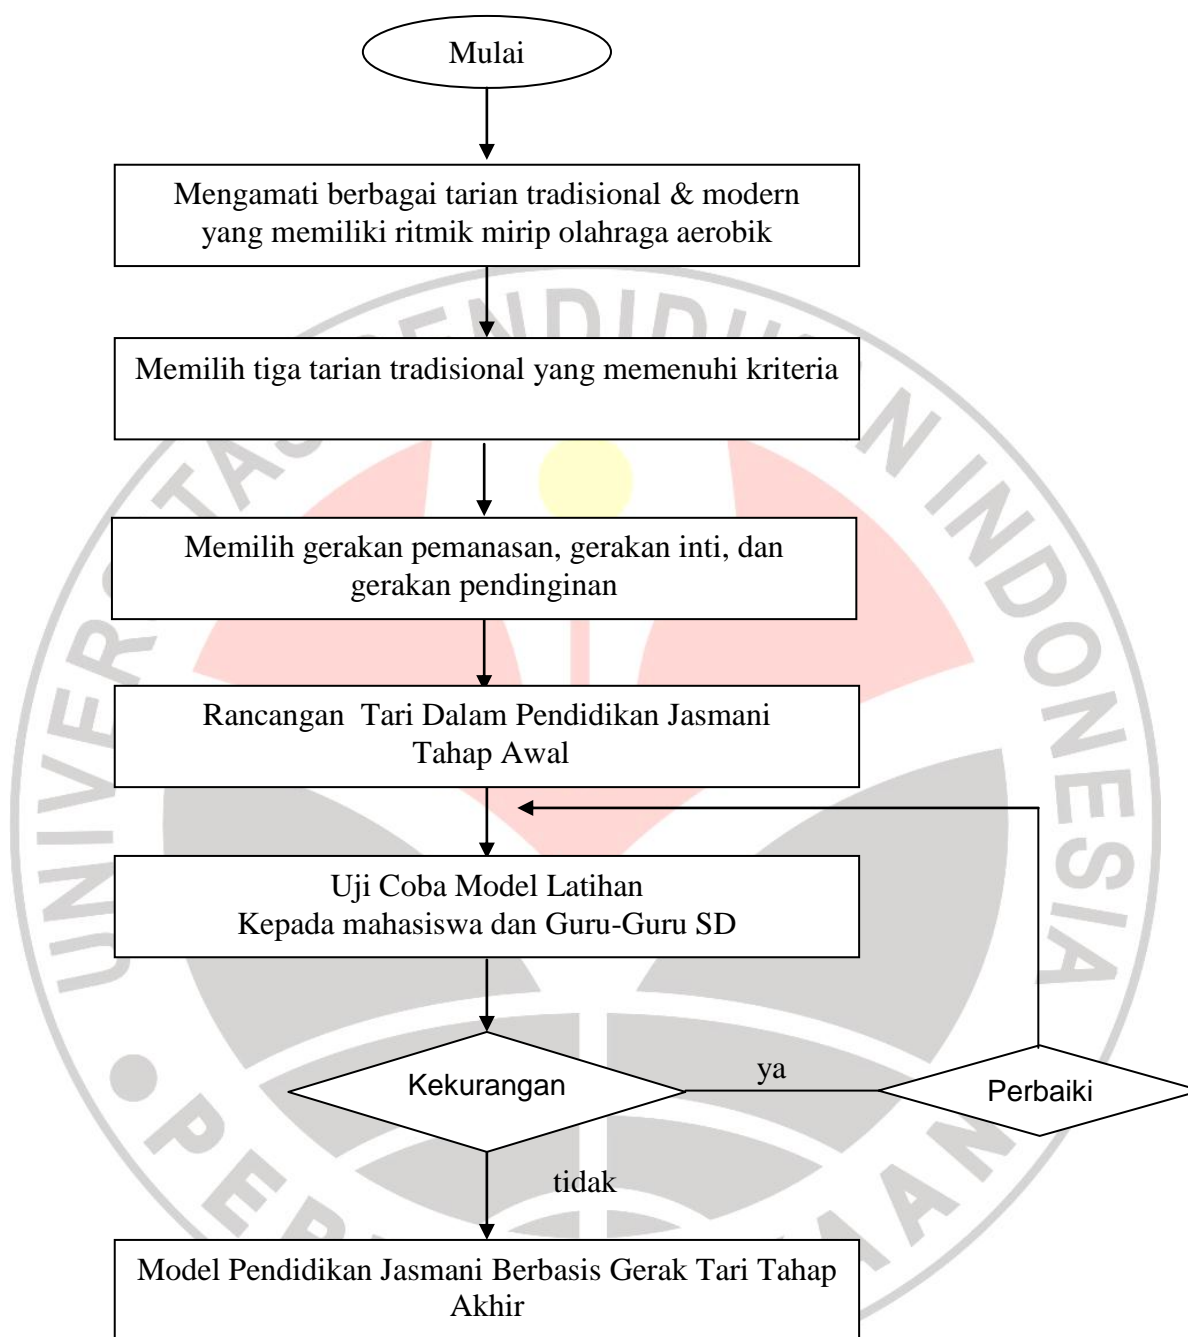 Mulai
Mengamati berbagai tarian tradisional & modern
yang memiliki ritmik mirip olahraga aerobik
Memilih tiga tarian tradisional yang memenuhi kriteria
Memilih gerakan pemanasan, gerakan inti, dan
gerakan pendinginan
Rancangan Tari Dalam Pendidikan Jasmani
Tahap Awal
Uji Coba Model Latihan
Kepada mahasiswa dan Guru-Guru SD
Kekurangan
ya
Perbaiki
tidak
Model Pendidikan Jasmani Berbasis Gerak Tari Tahap
Akhir